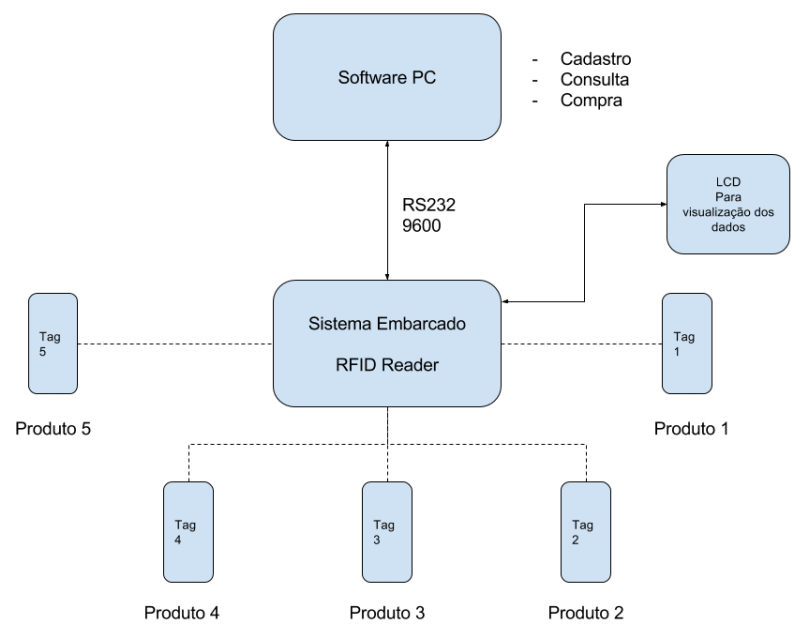 Software PC
- Cadastro
- Consulta
- Compra
RS232
9600
LCD
Para
visualização dos
dados
Sistema Embarcado
RFID Reader
Tag
5
Tag
1
Produto 5
Produto 1
Tag
4
Tag
3
Tag
2
Produto 4
Produto 3
Produto 2